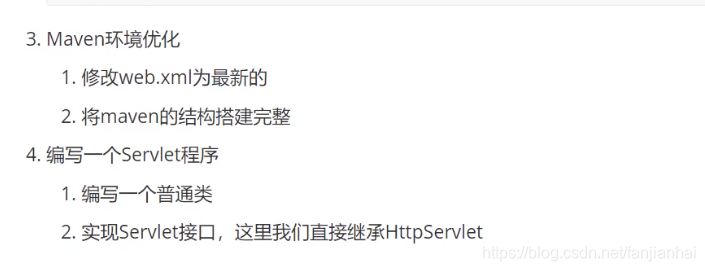 3. Maven环境优化
1. 修改web.xml为最新的
2. 将maven的结构搭建完整
4. 编写一个Servlet程序
1. 编写一个普通类
2. 实现Servlet接口，这里我们直接继承HttpServlet
https://blog.csdn.net/fanjianhai